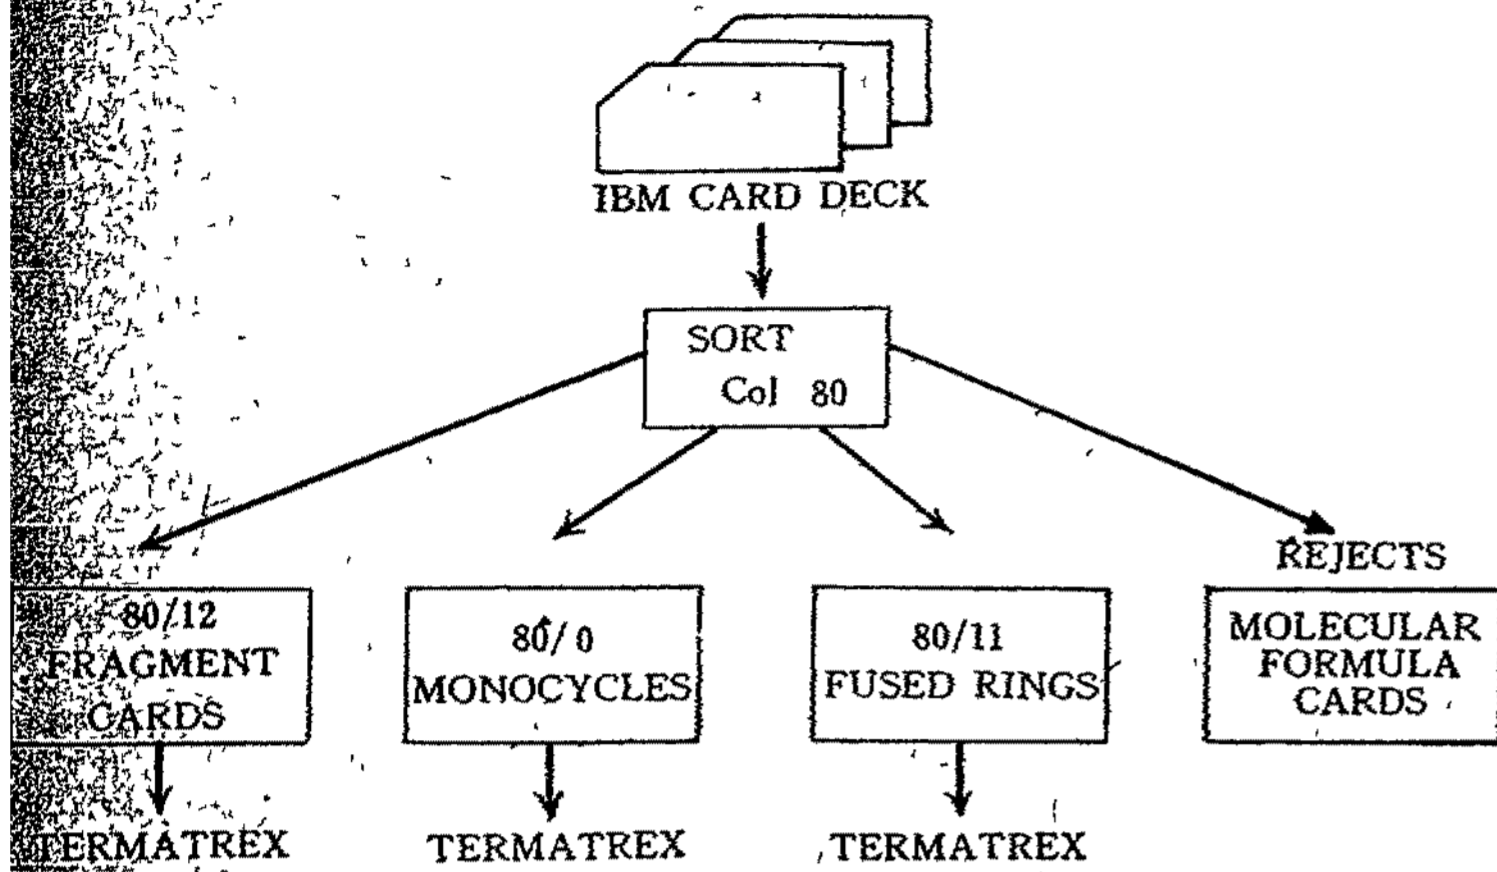 IBM CARD DECK
SORT
Col 80
REJECTS
80/12
FRAGMENT
CARDS
80/0
MONOCYCLES
80/11
FUSED RINGS
MOLECULAR
FORMULA
CARDS
TERMATREX
TERMATREX
TERMATREX